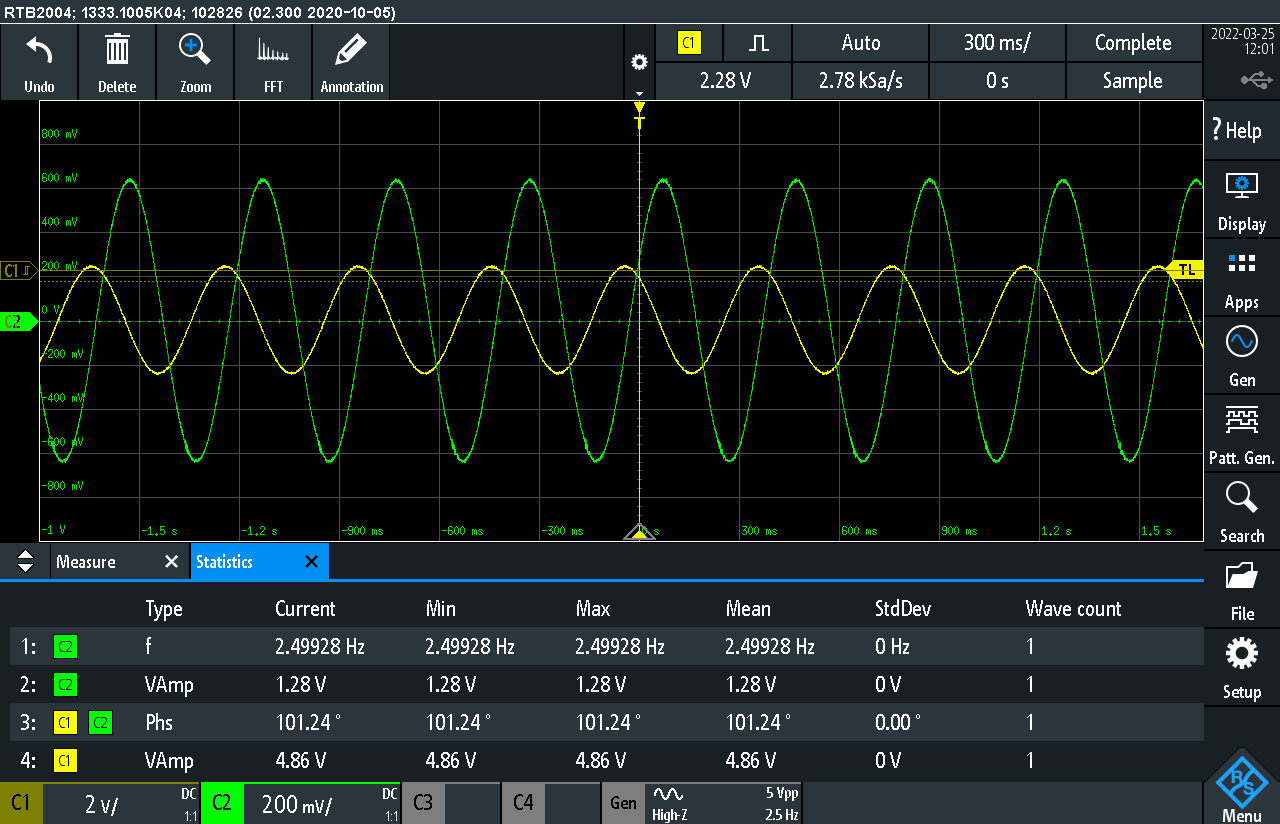 RTB2004; 1333.1005K04; 102826 (02.300 2020-10-05)
Undo
Delete
Zoom
FFT
Annotation
C1
Auto
300 ms/
Complete
2.28 V
2.78 kSa/s
0 s
Sample
2022-03-25
12:01
? Help
Display
Apps
Gen
Patt. Gen.
Search
File
Setup
Menu
T
800 mV
600 mV
400 mV
200 mV
0 V
-200 mV
-400 mV
-600 mV
-800 mV
-1 V
C1
C2
TL
-1.5 s
-1.2 s
-900 ms
-600 ms
-300 ms
s
300 ms
600 ms
900 ms
1.2 s
1.5 s
Measure
Statistics
Type Current Min Max Mean StdDev Wave count
1: C2 f 2.49928 Hz 2.49928 Hz 2.49928 Hz 2.49928 Hz 0 Hz 1
2: C2 VAmp 1.28 V 1.28 V 1.28 V 1.28 V 0 V 1
3: C1 C2 Phs 101.24 ° 101.24 ° 101.24 ° 101.24 ° 0.00 ° 1
4: C1 VAmp 4.86 V 4.86 V 4.86 V 4.86 V 0 V 1
C1 2 V/ DC 1:1
C2 200 mV/ DC 1:1
C3
C4
Gen High-Z 5 Vpp 2.5 Hz
R&S